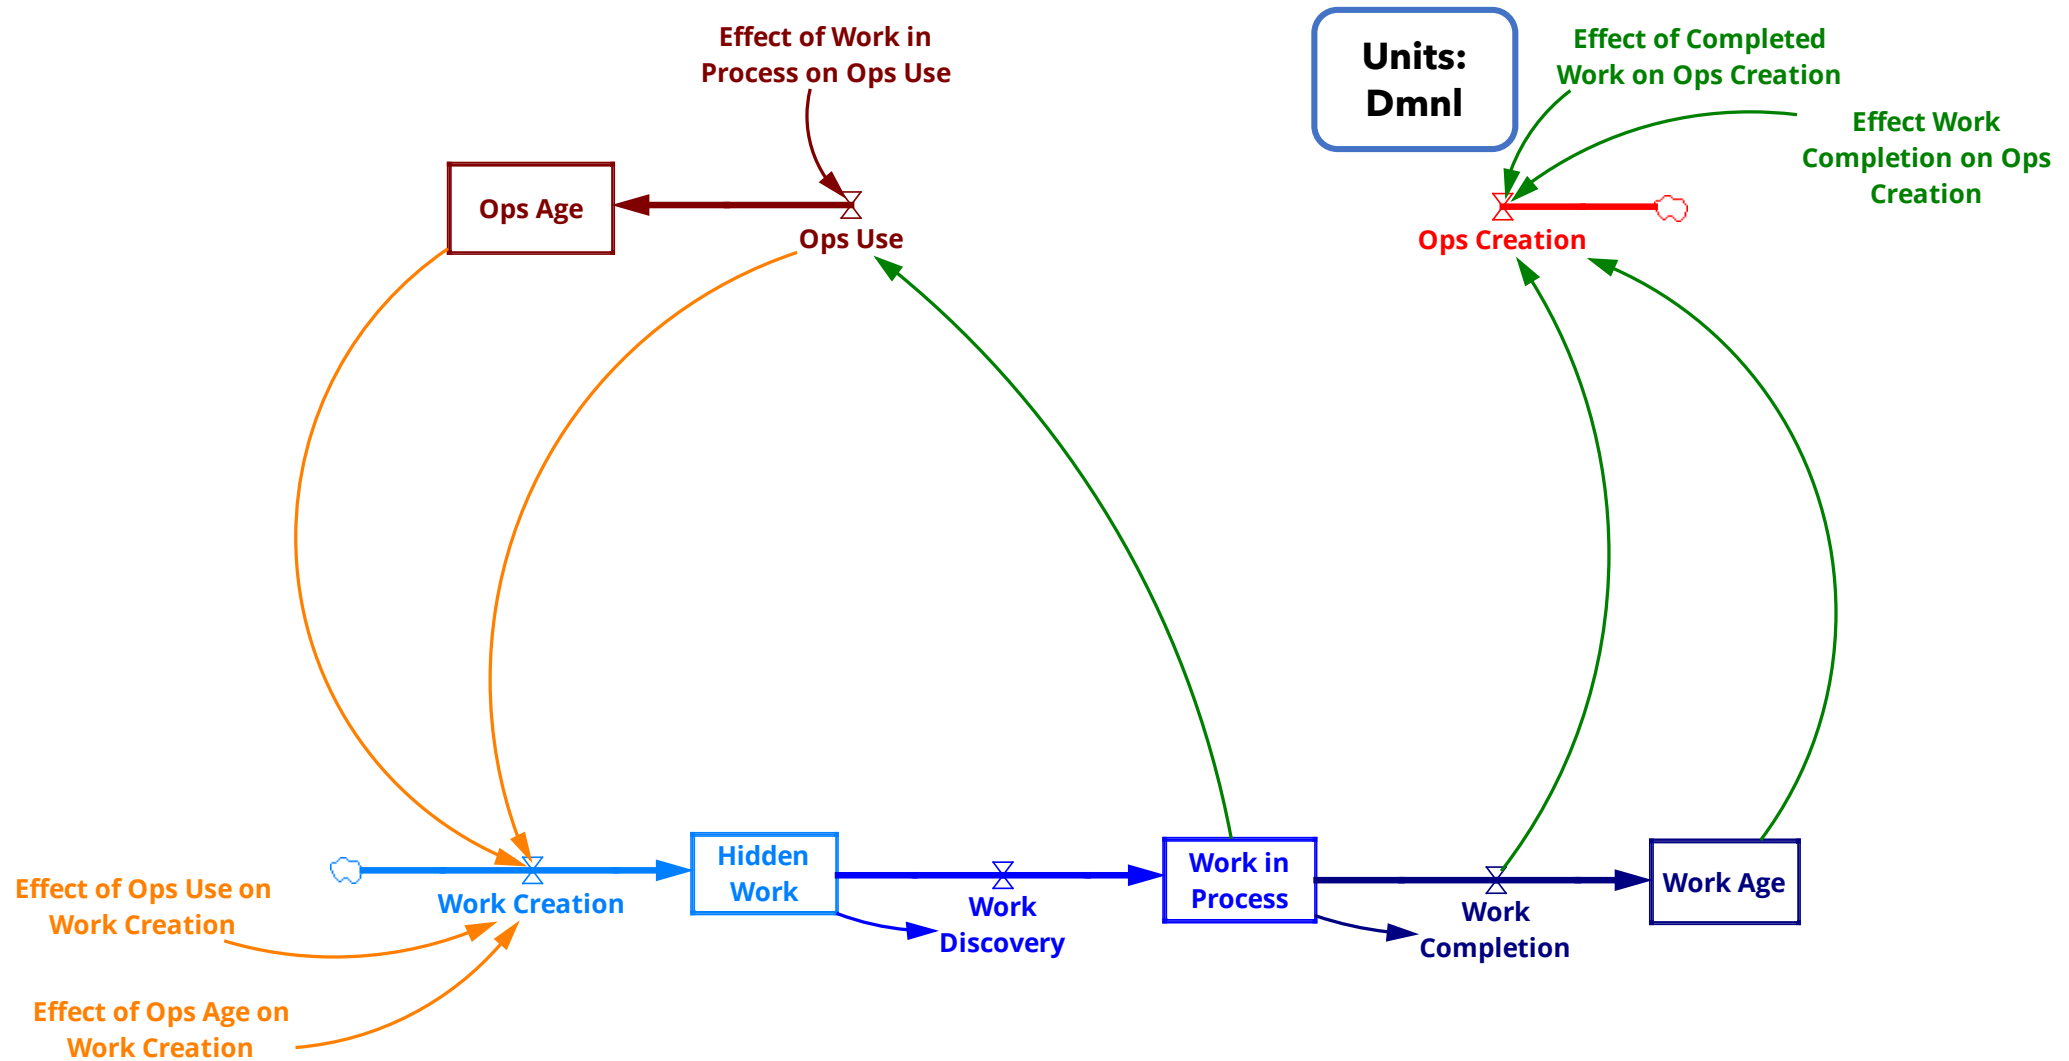 Effect of Work in
Process on Ops Use
Units:
Dmnl
Effect of Completed
Work on Ops Creation
Effect Work
Completion on Ops
Creation
Ops Age
Ops Use
Ops Creation
Hidden
Work
Work in
Process
Work Age
Effect of Ops Use on
Work Creation
Work Creation
Work
Discovery
Work
Completion
Effect of Ops Age on
Work Creation